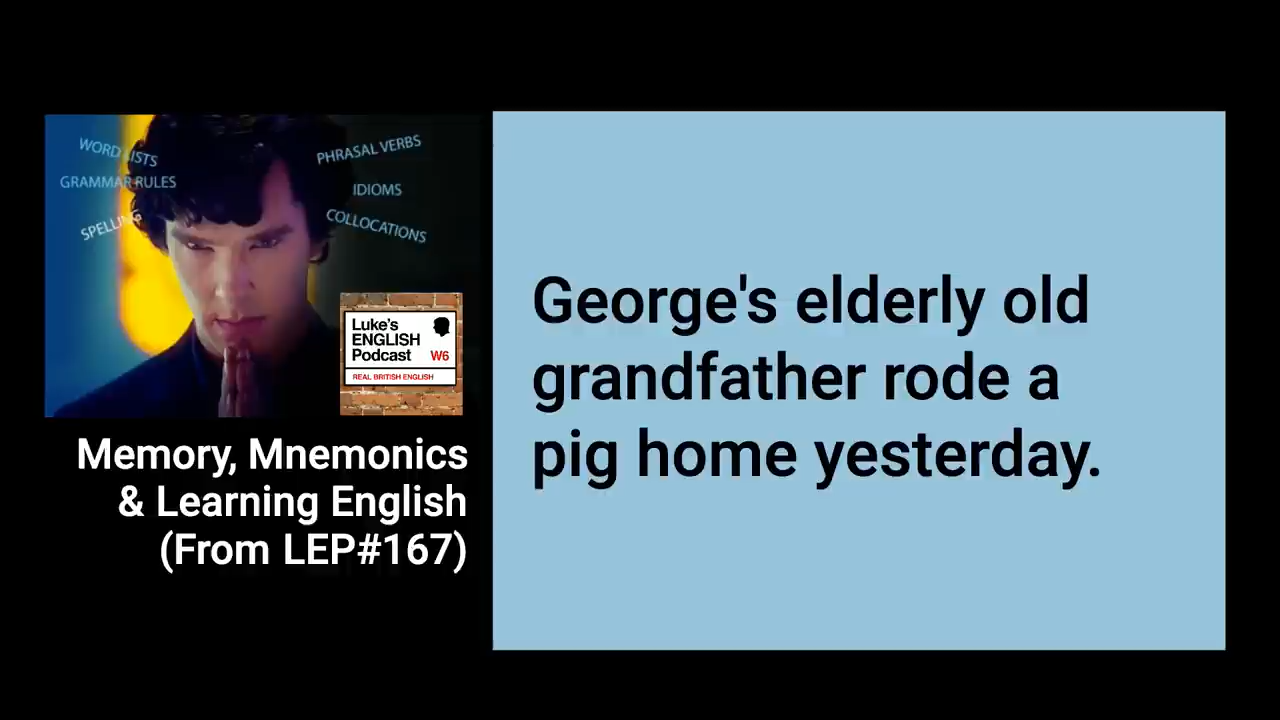 WORD LISTS
GRAMMAR RULES
SPELLING
PHRASAL VERBS
IDIOMS
COLLOCATIONS
Luke's
ENGLISH
Podcast
W6
REAL BRITISH ENGLISH
Memory, Mnemonics
& Learning English
(From LEP#167)
George's elderly old
grandfather rode a
pig home yesterday.